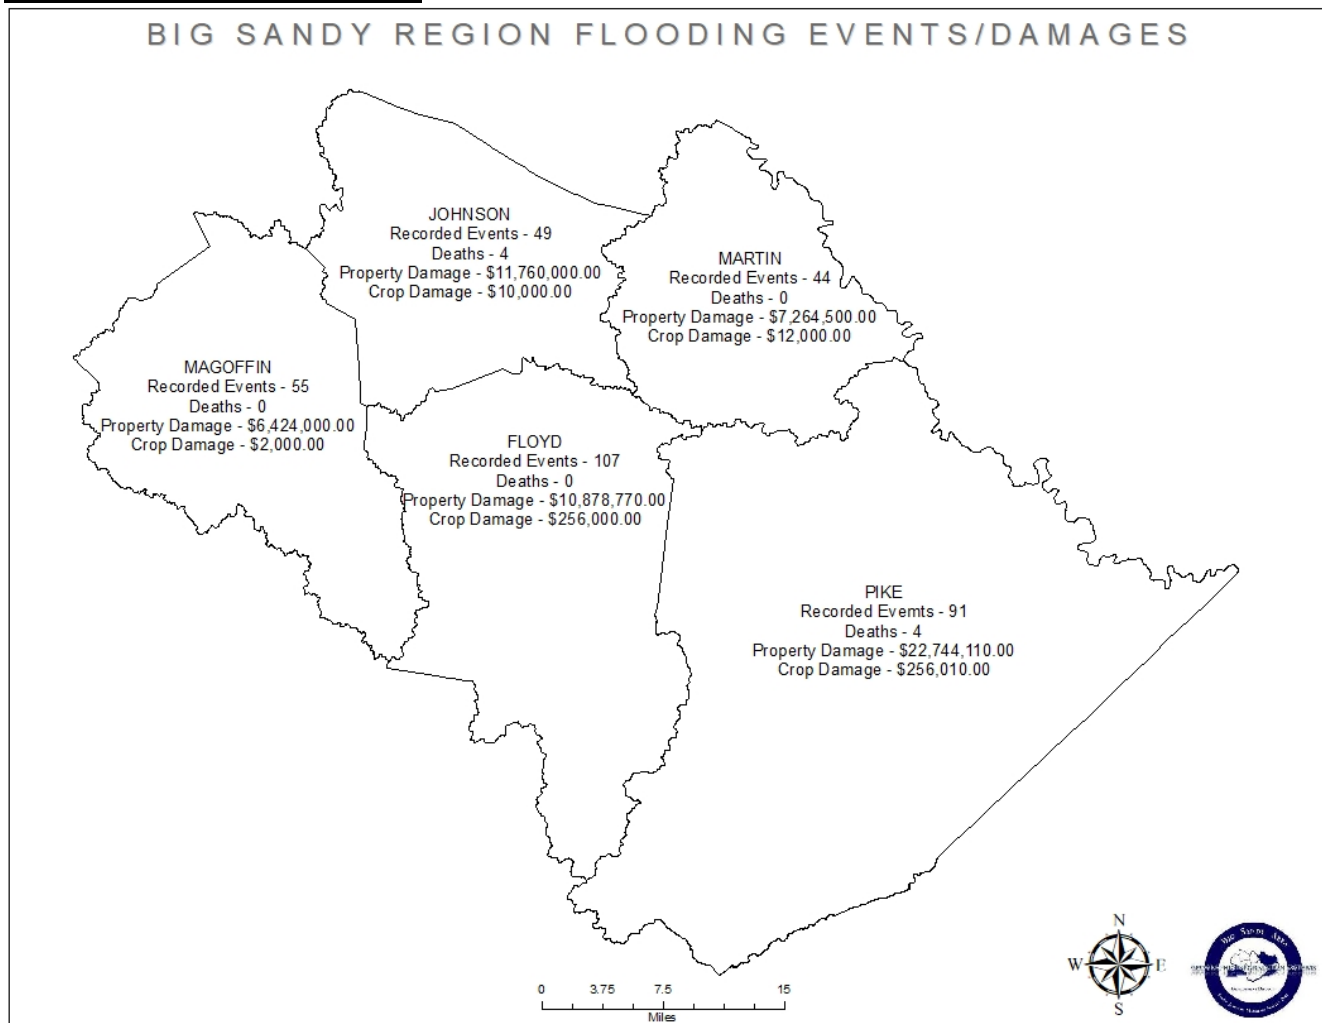 BIG SANDY REGION FLOODING EVENTS/DAMAGES
JOHNSON
Recorded Events - 49
Deaths - 4
Property Damage - $11,760,000.00
Crop Damage - $10,000.00
MARTIN
Recorded Events - 44
Deaths - 0
Property Damage - $7,264,500.00
Crop Damage - $12,000.00
MAGOFFIN
Recorded Events - 55
Deaths - 0
Property Damage - $6,424,000.00
Crop Damage - $2,000.00
FLOYD
Recorded Events - 107
Deaths - 0
Property Damage - $10,878,770.00
Crop Damage - $256,000.00
PIKE
Recorded Evemts - 91
Deaths - 4
Property Damage - $22,744,110.00
Crop Damage - $256,010.00
N
W E
S
0 3.75 7.5 15
Miles
BIG SANDY AREA